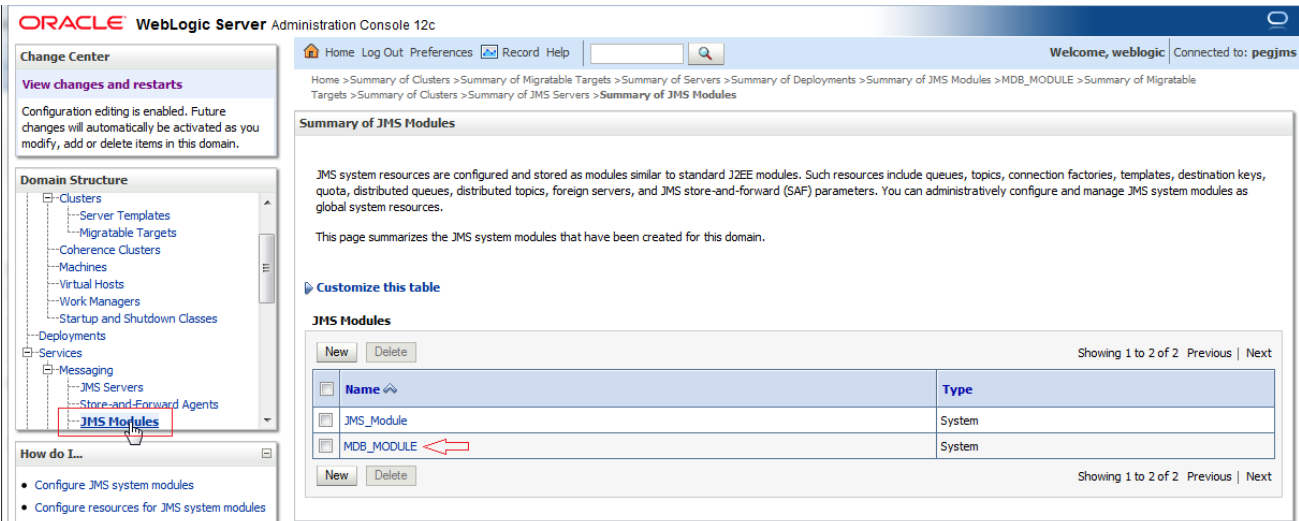 ORACLE WebLogic Server Administration Console 12c
Change Center
View changes and restarts
Configuration editing is enabled. Future
changes will automatically be activated as you
modify, add or delete items in this domain.
Domain Structure
Clusters
Server Templates
Migratable Targets
Coherence Clusters
Machines
Virtual Hosts
Work Managers
Startup and Shutdown Classes
Deployments
Services
Messaging
JMS Servers
Store-and-Forward Agents
JMS Modules
How do I...
Configure JMS system modules
Configure resources for JMS system modules
Home Log Out Preferences Record Help
Welcome, weblogic Connected to: pegjms
Home >Summary of Clusters >Summary of Migratable Targets >Summary of Servers >Summary of Deployments >Summary of JMS Modules >MDB_MODULE >Summary of Migratable
Targets >Summary of Clusters >Summary of JMS Servers >Summary of JMS Modules
Summary of JMS Modules
JMS system resources are configured and stored as modules similar to standard J2EE modules. Such resources include queues, topics, connection factories, templates, destination keys,
quota, distributed queues, distributed topics, foreign servers, and JMS store-and-forward (SAF) parameters. You can administratively configure and manage JMS system modules as
global system resources.
This page summarizes the JMS system modules that have been created for this domain.
Customize this table
JMS Modules
New Delete Showing 1 to 2 of 2 Previous | Next
Name Type
JMS_Module System
MDB_MODULE System
New Delete Showing 1 to 2 of 2 Previous | Next